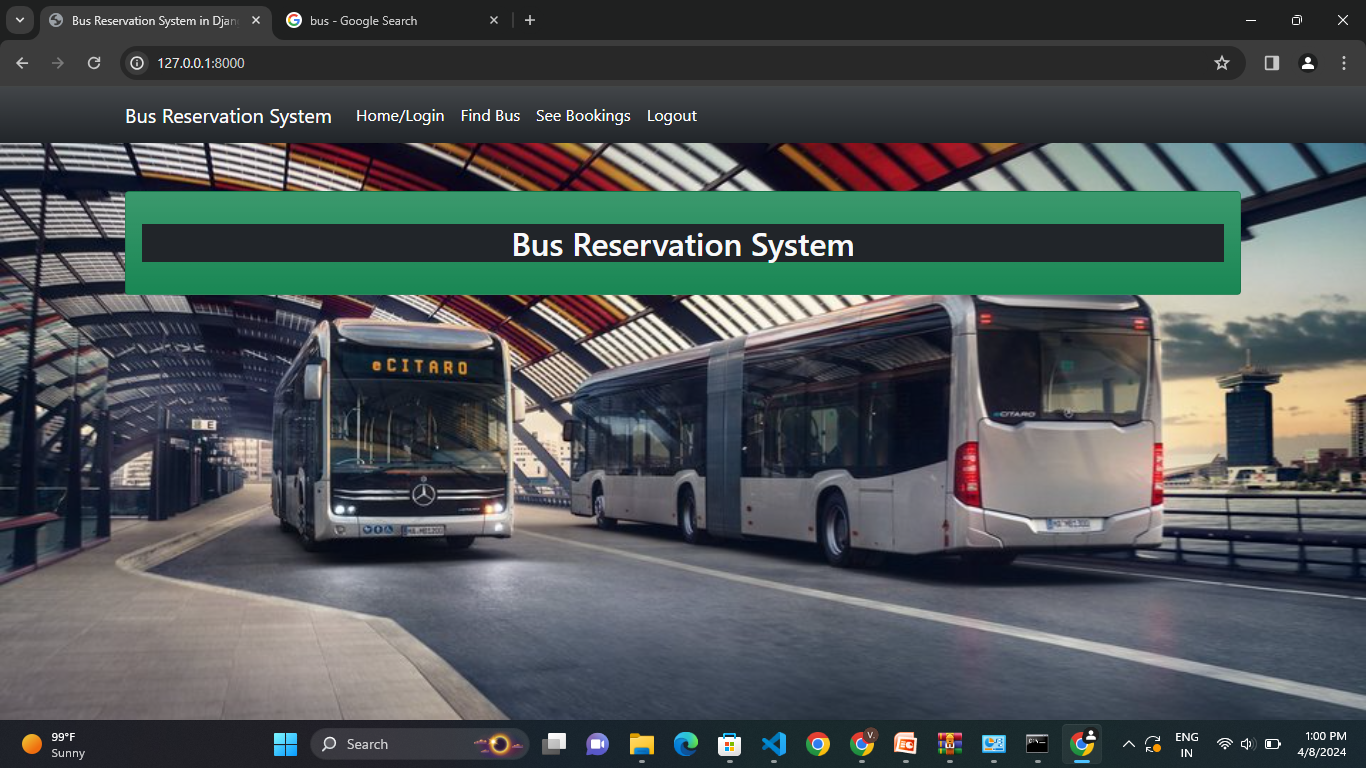 Bus Reservation System in Djan
bus - Google Search
127.0.0.1:8000
Bus Reservation System
Home/Login
Find Bus
See Bookings
Logout
Bus Reservation System
eCITARO
eCITARO
E
99°F
Sunny
Search
V.
ENG
IN
1:00 PM
4/8/2024